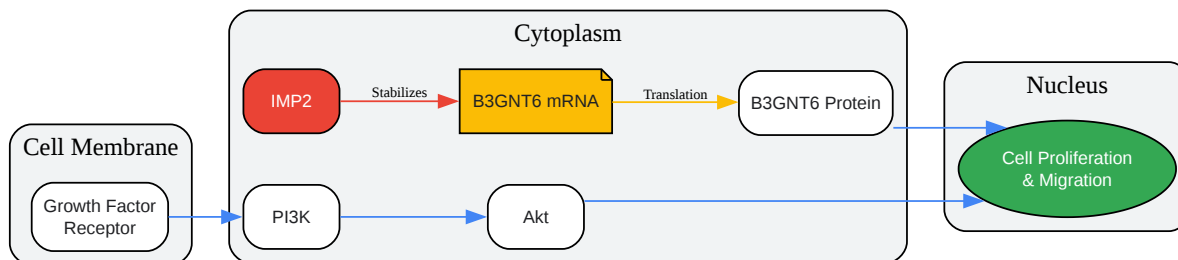 Cytoplasm
IMP2
Stabilizes
B3GNT6 mRNA
Translation
B3GNT6 Protein
Nucleus
Cell Proliferation
& Migration
Cell Membrane
Growth Factor
Receptor
PI3K
Akt